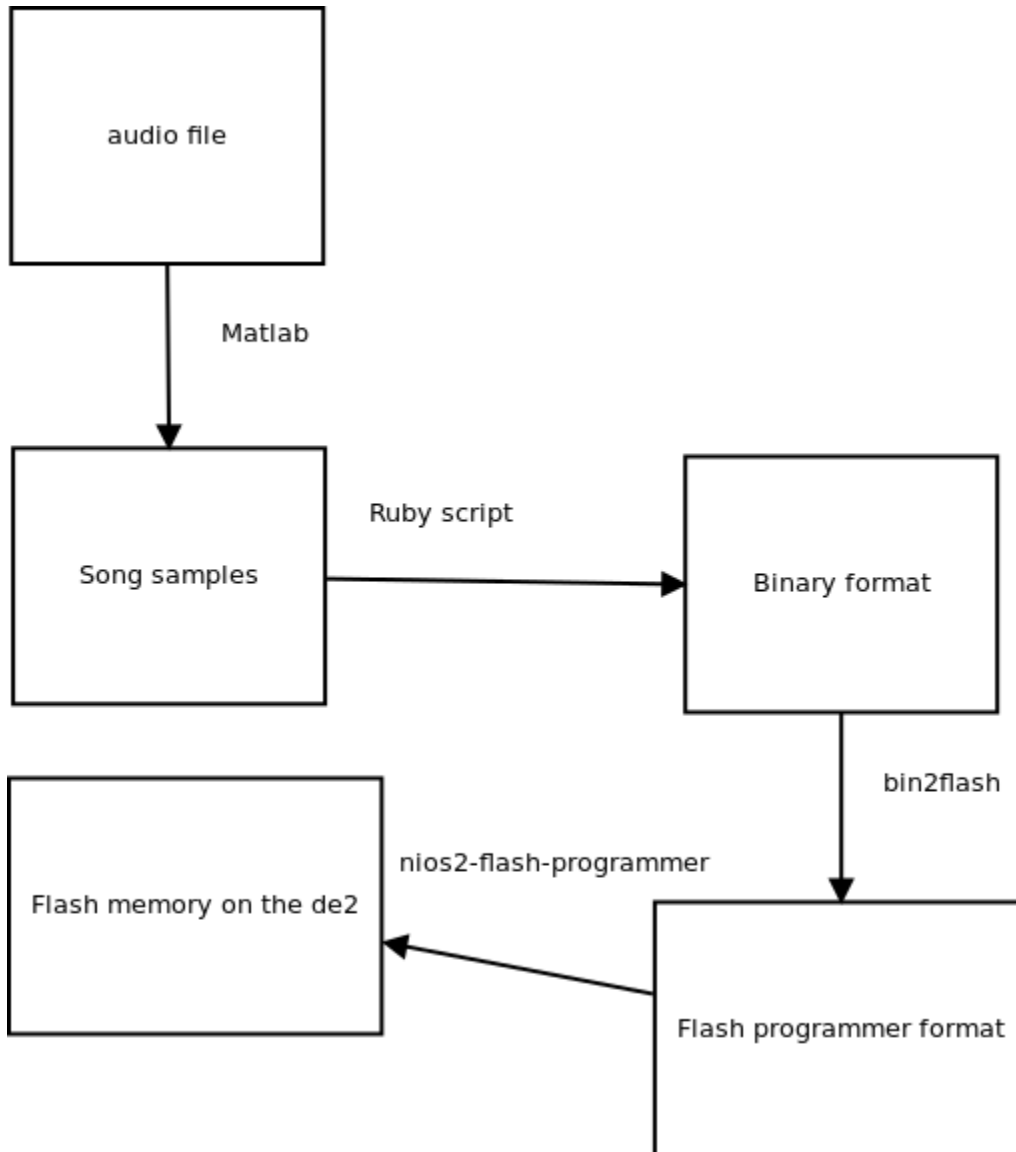 audio file
Matlab
Ruby script
Song samples
Binary format
bin2flash
nios2-flash-programmer
Flash memory on the de2
Flash programmer format